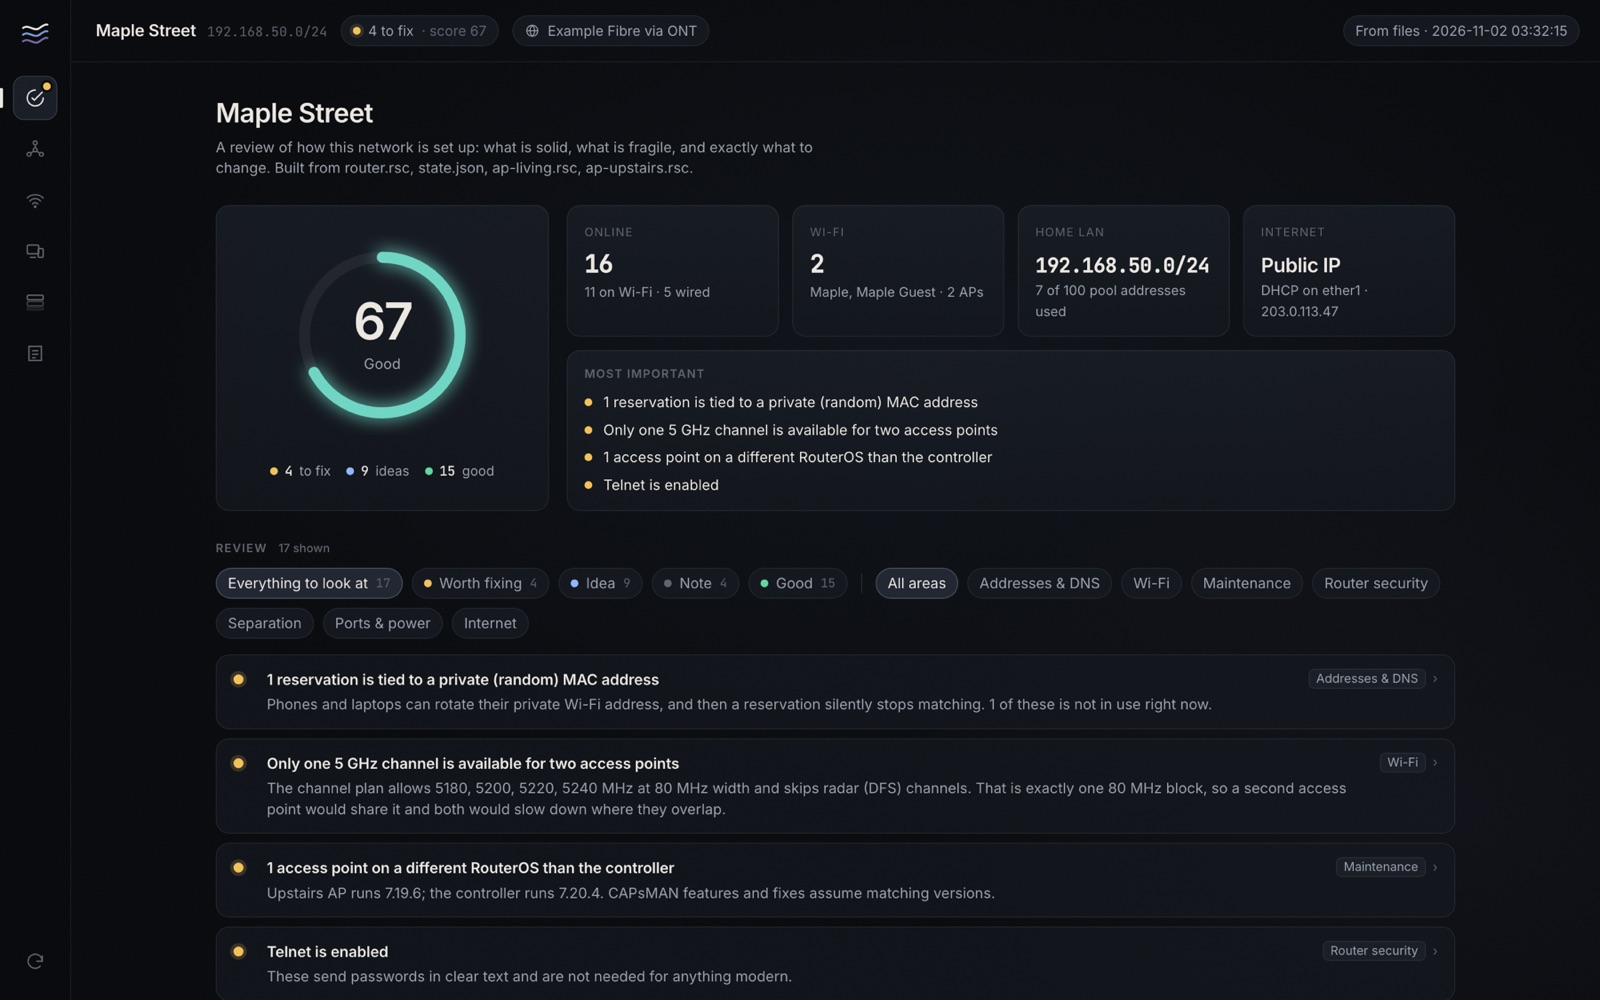 Maple Street 192.168.50.0/24 4 to fix · score 67 Example Fibre via ONT From files · 2026-11-02 03:32:15
Maple Street
A review of how this network is set up: what is solid, what is fragile, and exactly what to
change. Built from router.rsc, state.json, ap-living.rsc, ap-upstairs.rsc.
67
Good
4 to fix 9 ideas 15 good
ONLINE
16
11 on Wi-Fi · 5 wired
WI-FI
2
Maple, Maple Guest · 2 APs
HOME LAN
192.168.50.0/24
7 of 100 pool addresses
used
INTERNET
Public IP
DHCP on ether1 ·
203.0.113.47
MOST IMPORTANT
1 reservation is tied to a private (random) MAC address
Only one 5 GHz channel is available for two access points
1 access point on a different RouterOS than the controller
Telnet is enabled
REVIEW 17 shown
Everything to look at 17 Worth fixing 4 Idea 9 Note 4 Good 15 All areas Addresses & DNS Wi-Fi Maintenance Router security
Separation Ports & power Internet
1 reservation is tied to a private (random) MAC address Addresses & DNS
Phones and laptops can rotate their private Wi-Fi address, and then a reservation silently stops matching. 1 of these is not in use right now.
Only one 5 GHz channel is available for two access points Wi-Fi
The channel plan allows 5180, 5200, 5220, 5240 MHz at 80 MHz width and skips radar (DFS) channels. That is exactly one 80 MHz block, so a second access
point would share it and both would slow down where they overlap.
1 access point on a different RouterOS than the controller Maintenance
Upstairs AP runs 7.19.6; the controller runs 7.20.4. CAPsMAN features and fixes assume matching versions.
Telnet is enabled Router security
These send passwords in clear text and are not needed for anything modern.